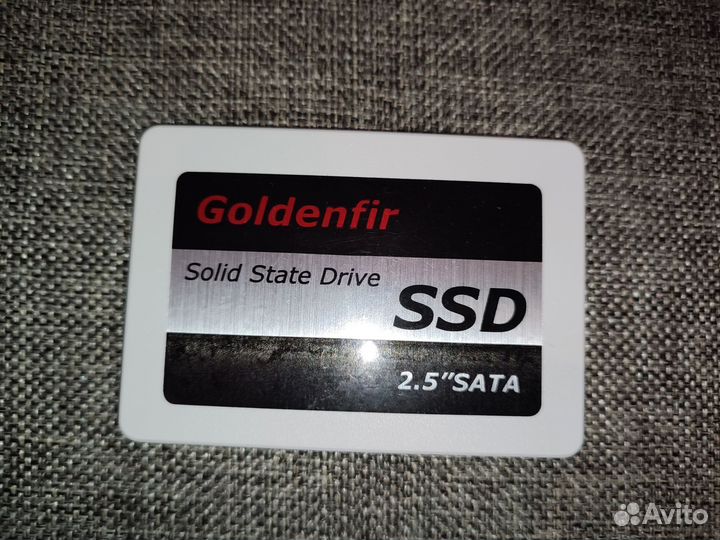 Goldenfir
Solid State Drive
SSD
2.5"SATA
Avito